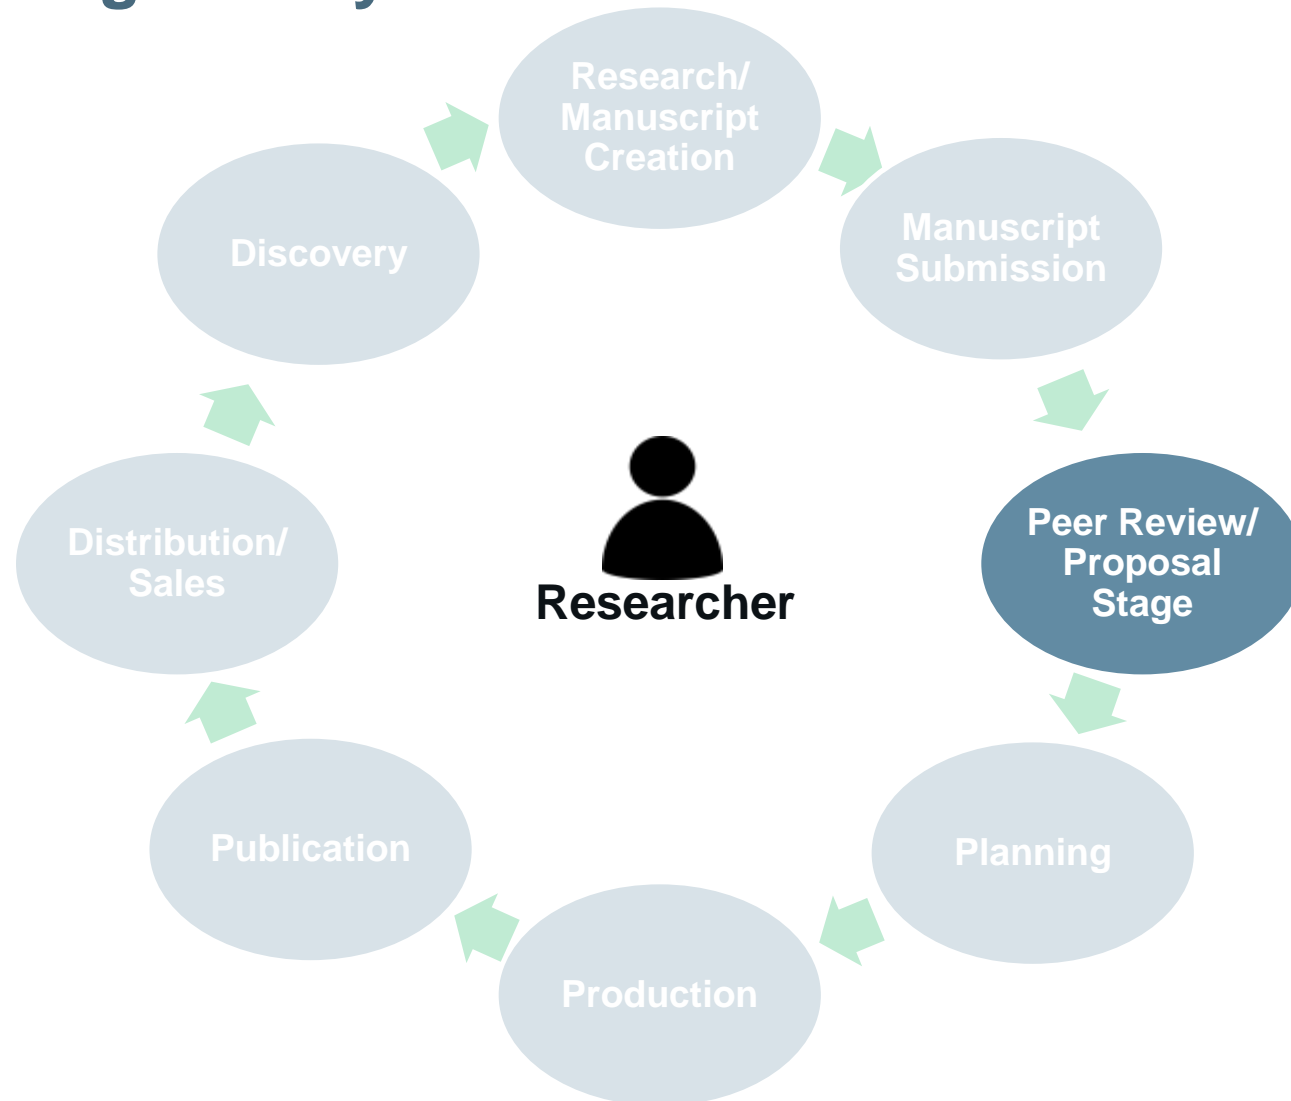 Research/
Manuscript
Creation
Manuscript
Submission
Discovery
Peer Review/
Proposal
Stage
Distribution/
Sales
Researcher
Publication
Planning
Production